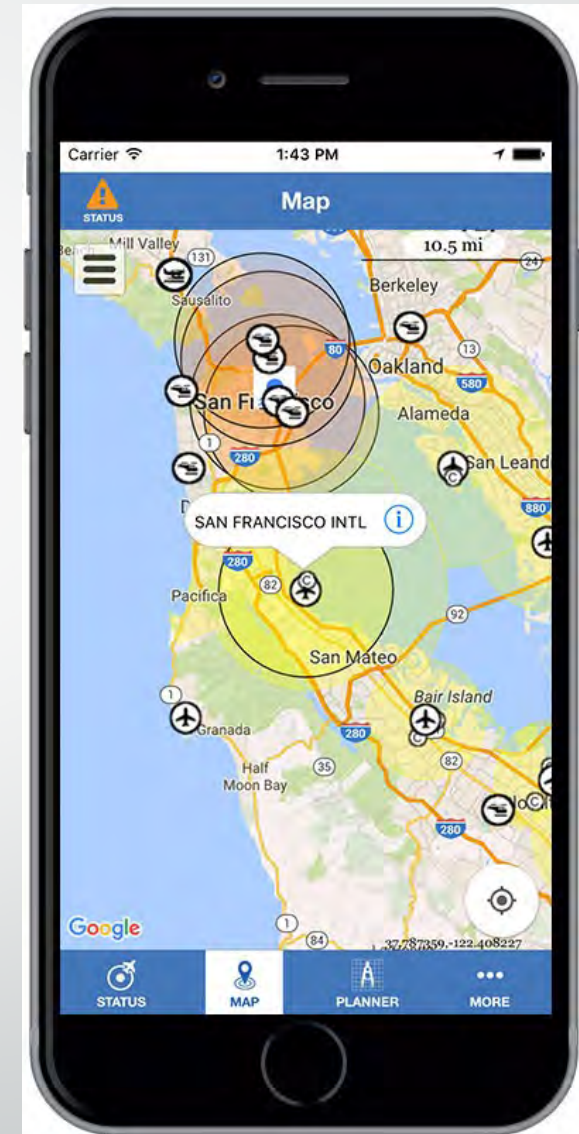 Carrier
1:43 PM
STATUS
Map
10.5 mi
24
Beach
Mill Valley
131
Sausalito
Berkeley
80
13
Oakland
580
San Francisco
Alameda
1
280
San Leand
C
880
SAN FRANCISCO INTL i
280
82
C
Pacifica
92
San Mateo
1
Bair Island
Granada
280
C
35
82
Half
Moon Bay
C
280
Google
1
84
37.787359,-122.408227
STATUS
MAP
PLANNER
MORE